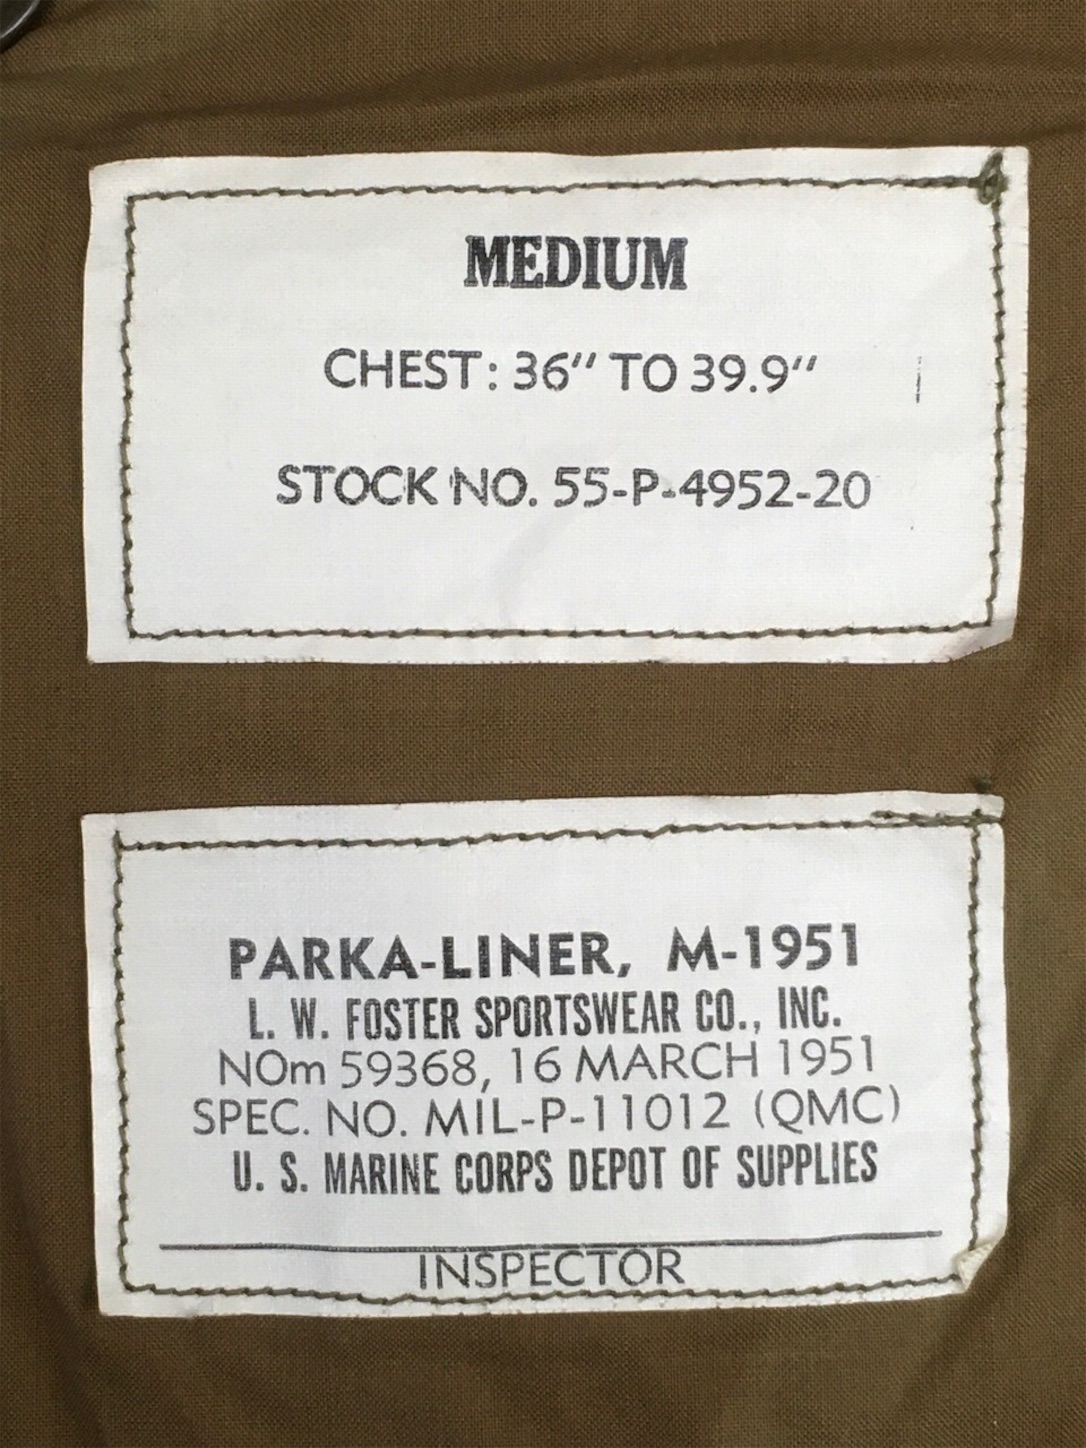 MEDIUM
CHEST: 36" TO 39.9"
STOCK NO. 55-P-4952-20
PARKA-LINER, M-1951
L. W. FOSTER SPORTSWEAR CO., INC.
NOm 59368, 16 MARCH 1951
SPEC. NO. MIL-P-11012 (QMC)
U. S. MARINE CORPS DEPOT OF SUPPLIES
INSPECTOR